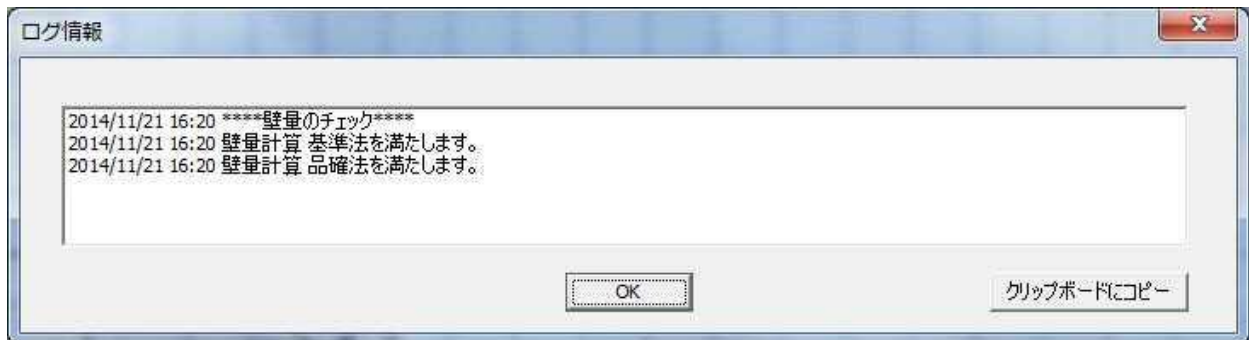 ログ情報
2014/11/21 16:20 ****壁量のチェック****
2014/11/21 16:20 壁量計算 基準法を満たします。
2014/11/21 16:20 壁量計算 品確法を満たします。
OK
クリップボードにコピー